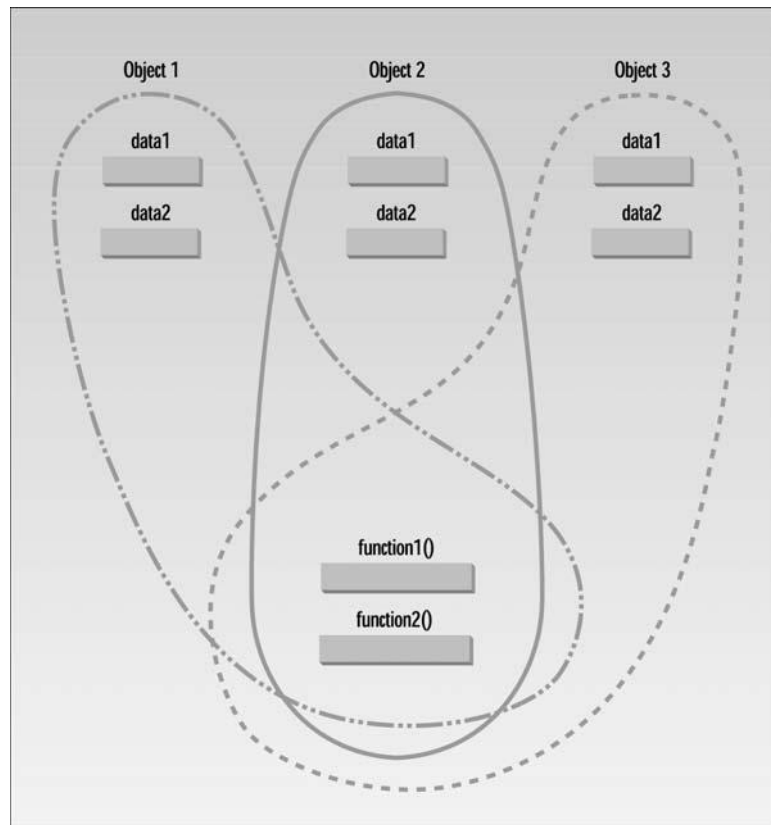 Object 1 Object 2 Object 3
data1 data1 data1
data2 data2 data2
function1()
function2()